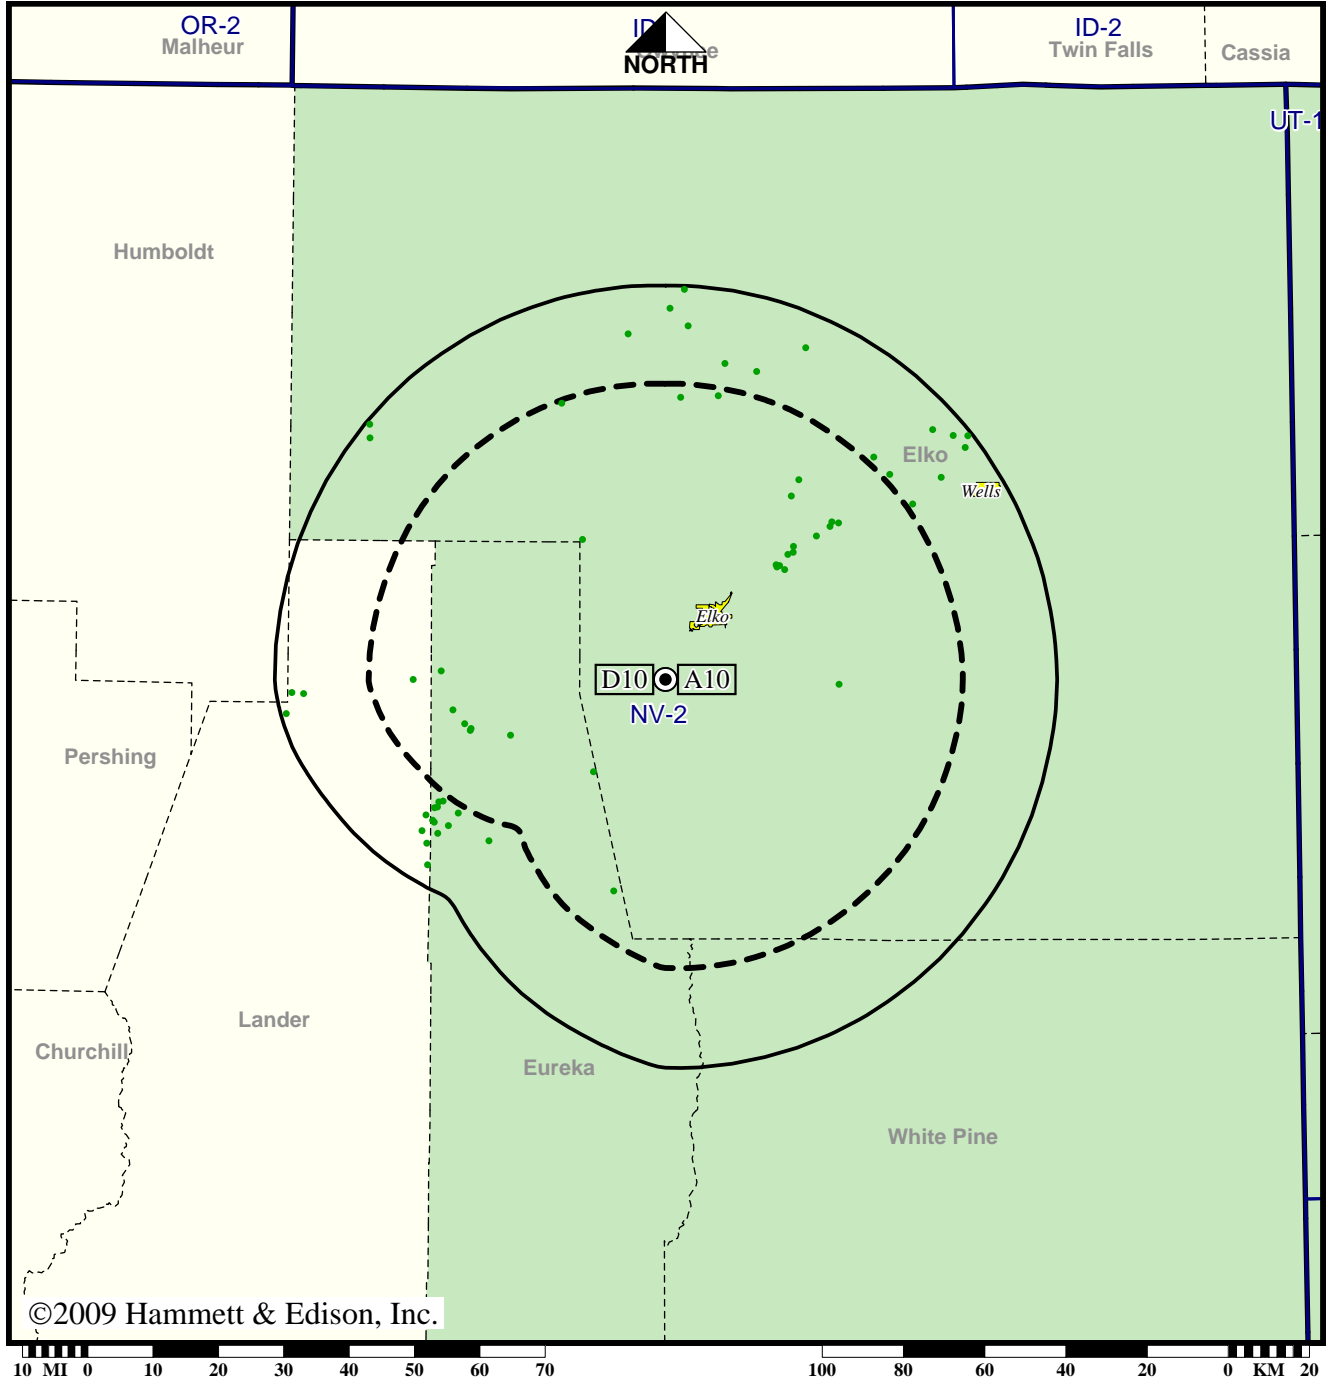 OR-2
Malheur
ID
NORTH
ID-2
Twin Falls
Cassia
UT-1
Humboldt
Elko
Wells
Elko
D10 A10
NV-2
Pershing
Lander
Churchill
Eureka
White Pine
©2009 Hammett & Edison, Inc.
10 MI 0 10 20 30 40 50 60 70 100 80 60 40 20 0 KM 20